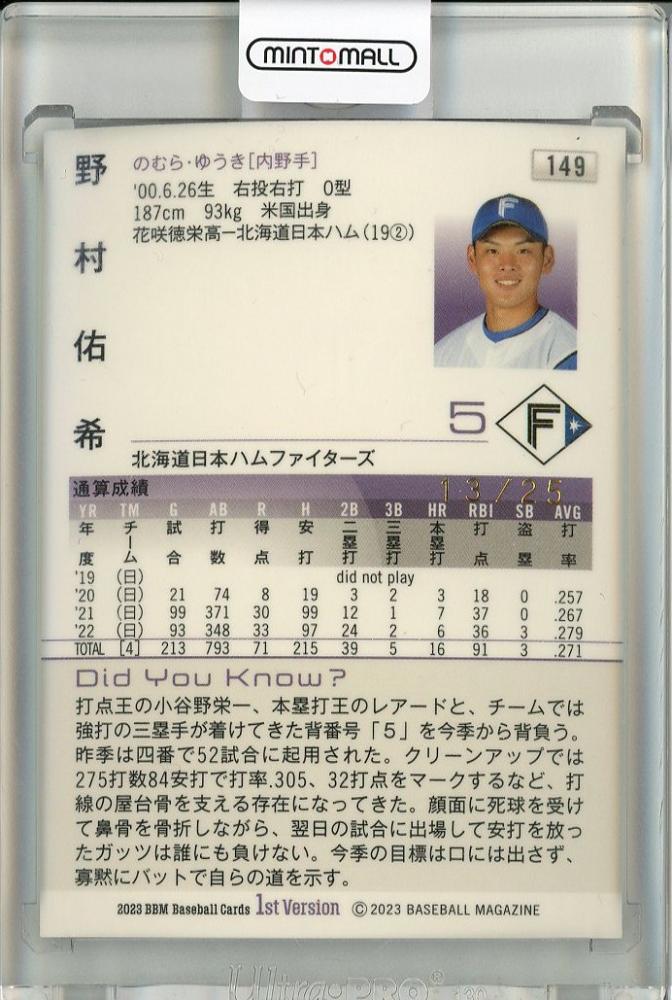 MINT MALL
野村佑希
のむら・ゆうき[内野手]
'00.6.26生 右投右打 O型
187cm 93kg 米国出身
花咲徳栄高ー北海道日本ハム(19②)
149
5
F
北海道日本ハムファイターズ
通算成績
13/25
YR TM G AB R H 2B 3B HR RBI SB AVG
年度 チーム 試合 打数 得点 安打 二塁打 三塁打 本塁打 打点 盗塁 打率
'19 (日) did not play
'20 (日) 21 74 8 19 3 2 3 18 0 .257
'21 (日) 99 371 30 99 12 1 7 37 0 .267
'22 (日) 93 348 33 97 24 2 6 36 3 .279
TOTAL [4] 213 793 71 215 39 5 16 91 3 .271
Did You Know?
打点王の小谷野栄一、本塁打王のレアードと、チームでは
強打の三塁手が着けてきた背番号「5」を今季から背負う。
昨季は四番で52試合に起用された。クリーンアップでは
275打数84安打で打率.305、32打点をマークするなど、打
線の屋台骨を支える存在になってきた。顔面に死球を受け
て鼻骨を骨折しながら、翌日の試合に出場して安打を放っ
たガッツは誰にも負けない。今季の目標は口には出さず、
寡黙にバットで自らの道を示す。
2023 BBM Baseball Cards 1st Version ©2023 BASEBALL MAGAZINE
Ultra·PRO®